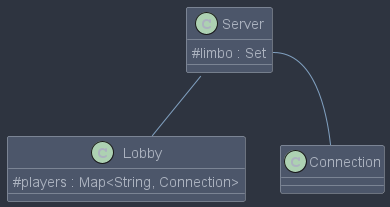 C Server
#limbo : Set
C Lobby
#players : Map<String, Connection>
C Connection